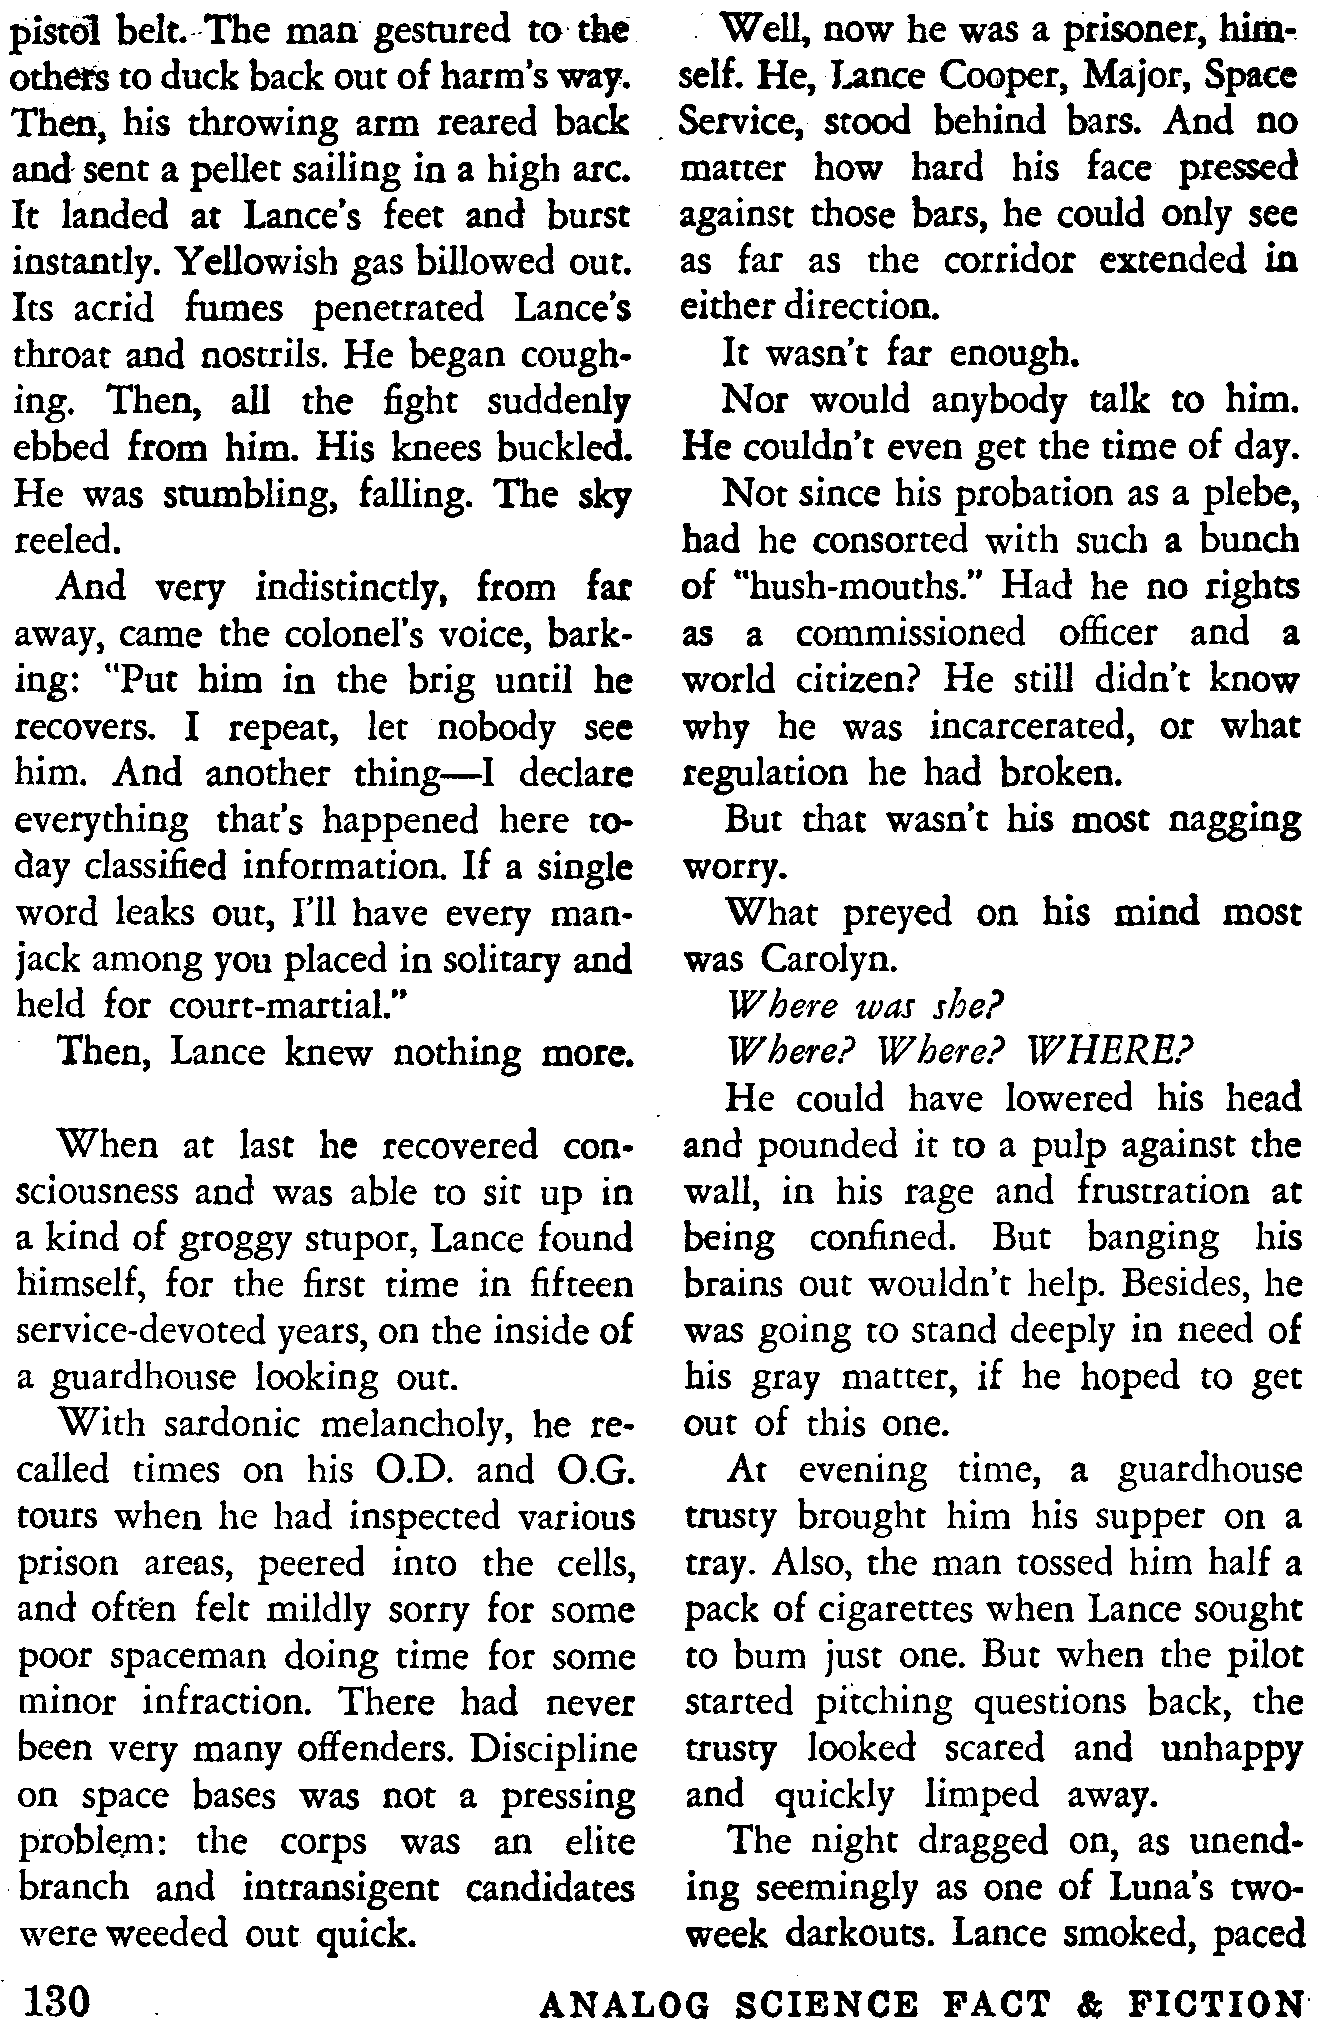 pistol belt. The man gestured to the
others to duck back out of harm's way.
Then, his throwing arm reared back
and sent a pellet sailing in a high arc.
It landed at Lance's feet and burst
instantly. Yellowish gas billowed out.
Its acrid fumes penetrated Lance's
throat and nostrils. He began cough-
ing. Then, all the fight suddenly
ebbed from him. His knees buckled.
He was stumbling, falling. The sky
reeled.
And very indistinctly, from far
away, came the colonel's voice, bark-
ing: "Put him in the brig until he
recovers. I repeat, let nobody see
him. And another thing—I declare
everything that's happened here to-
day classified information. If a single
word leaks out, I'll have every man-
jack among you placed in solitary and
held for court-martial."
Then, Lance knew nothing more.
When at last he recovered con-
sciousness and was able to sit up in
a kind of groggy stupor, Lance found
himself, for the first time in fifteen
service-devoted years, on the inside of
a guardhouse looking out.
With sardonic melancholy, he re-
called times on his O.D. and O.G.
tours when he had inspected various
prison areas, peered into the cells,
and often felt mildly sorry for some
poor spaceman doing time for some
minor infraction. There had never
been very many offenders. Discipline
on space bases was not a pressing
problem: the corps was an elite
branch and intransigent candidates
were weeded out quick.
Well, now he was a prisoner, him-
self. He, Lance Cooper, Major, Space
Service, stood behind bars. And no
matter how hard his face pressed
against those bars, he could only see
as far as the corridor extended in
either direction.
It wasn't far enough.
Nor would anybody talk to him.
He couldn't even get the time of day.
Not since his probation as a plebe,
had he consorted with such a bunch
of "hush-mouths." Had he no rights
as a commissioned officer and a
world citizen? He still didn't know
why he was incarcerated, or what
regulation he had broken.
But that wasn't his most nagging
worry.
What preyed on his mind most
was Carolyn.
Where was she?
Where? Where? WHERE?
He could have lowered his head
and pounded it to a pulp against the
wall, in his rage and frustration at
being confined. But banging his
brains out wouldn't help. Besides, he
was going to stand deeply in need of
his gray matter, if he hoped to get
out of this one.
At evening time, a guardhouse
trusty brought him his supper on a
tray. Also, the man tossed him half a
pack of cigarettes when Lance sought
to bum just one. But when the pilot
started pitching questions back, the
trusty looked scared and unhappy
and quickly limped away.
The night dragged on, as unend-
ing seemingly as one of Luna's two-
week darkouts. Lance smoked, paced
130
ANALOG SCIENCE FACT & FICTION